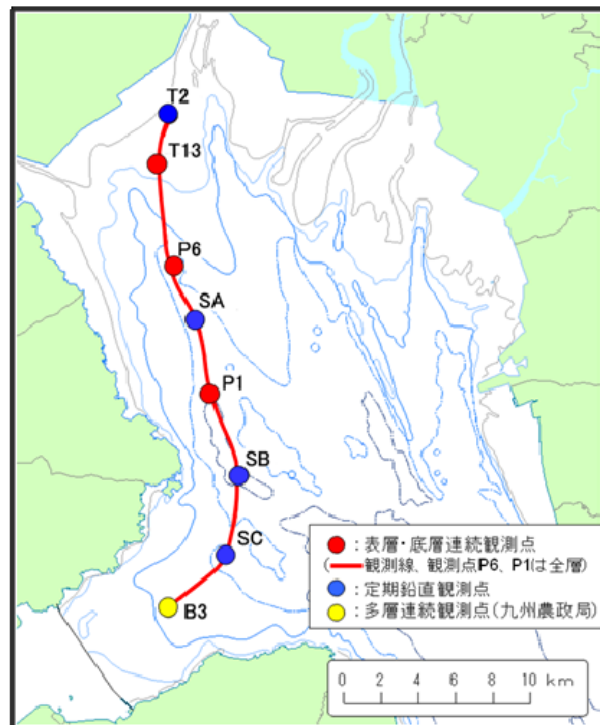 T2
T13
P6
SA
P1
SB
SC
B3
：表層・底層連続観測点
（━観測線、観測点P6、P1は全層）
：定期鉛直観測点
：多層連続観測点（九州農政局）
0 2 4 6 8 10 km